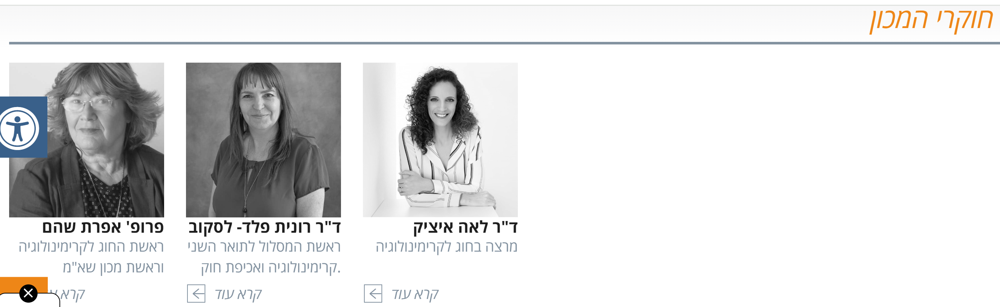 חוקרי המכון
ד"ר לאה איציק
מרצה בחוג לקרימינולוגיה
קרא עוד
ד"ר רונית פלד- לסקוב
ראשת המסלול לתואר השני
.קרימינולוגיה ואכיפת חוק
קרא עוד
פרופ' אפרת שהם
ראשת החוג לקרימינולוגיה
וראשת מכון שא"מ
קרא